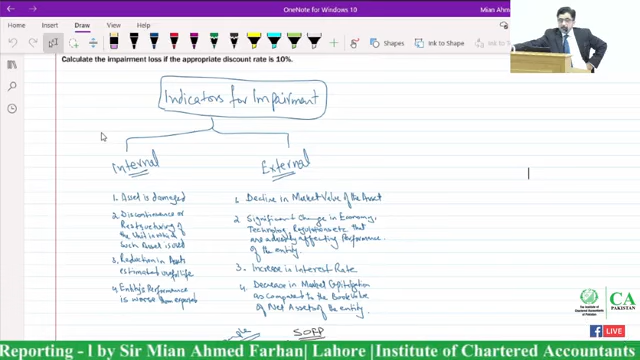 OneNote for Windows 10
Mian Ahm
Home Insert Draw View Help
Shapes Ink to Shape Ink to
Calculate the impairment loss if the appropriate discount rate is 10%.
Indicators for Impairment
Internal
1. Asset is damaged
2. Discontinuance or
Restructuring of
the Unit in which
such Asset is used
3. Reduction in Assets
estimated useful life
4. Entity's Performance
is worse than expected
External
1. Decline in Market Value of the Asset
2. Significant Change in Economy,
Technology, Regulations etc that
are adversely affecting performance
of the entity
3. Increase in Interest Rate
4. Decrease in Market Capitalization
as compared to the Book Value
of Net Assets of the entity.
SOPP
CA
PAKISTAN
LIVE
Reporting - I by Sir Mian Ahmed Farhan| Lahore |Institute of Chartered Accountants